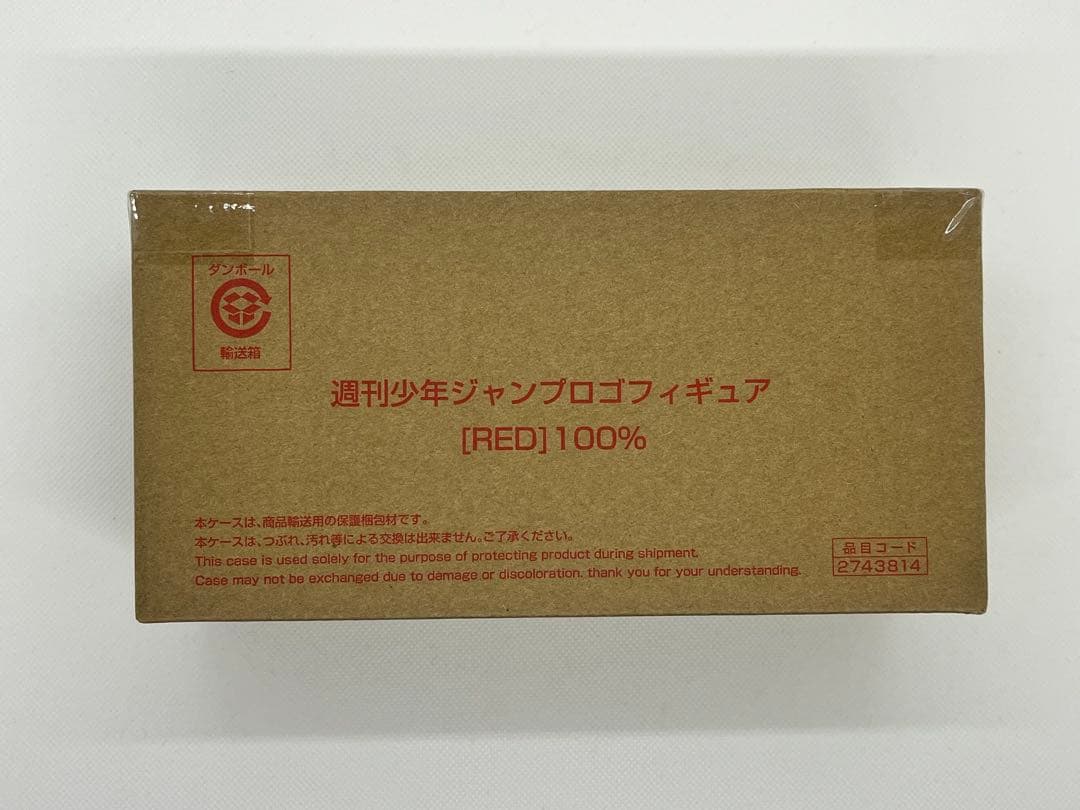 ダンボール
輸送箱
週刊少年ジャンプロゴフィギュア
[RED]100%
本ケースは、商品輸送用の保護梱包材です。
本ケースは、つぶれ、汚れ等による交換は出来ません。ご了承ください。
This case is used solely for the purpose of protecting product during shipment.
Case may not be exchanged due to damage or discoloration. thank you for your understanding.
品目コード
2743814